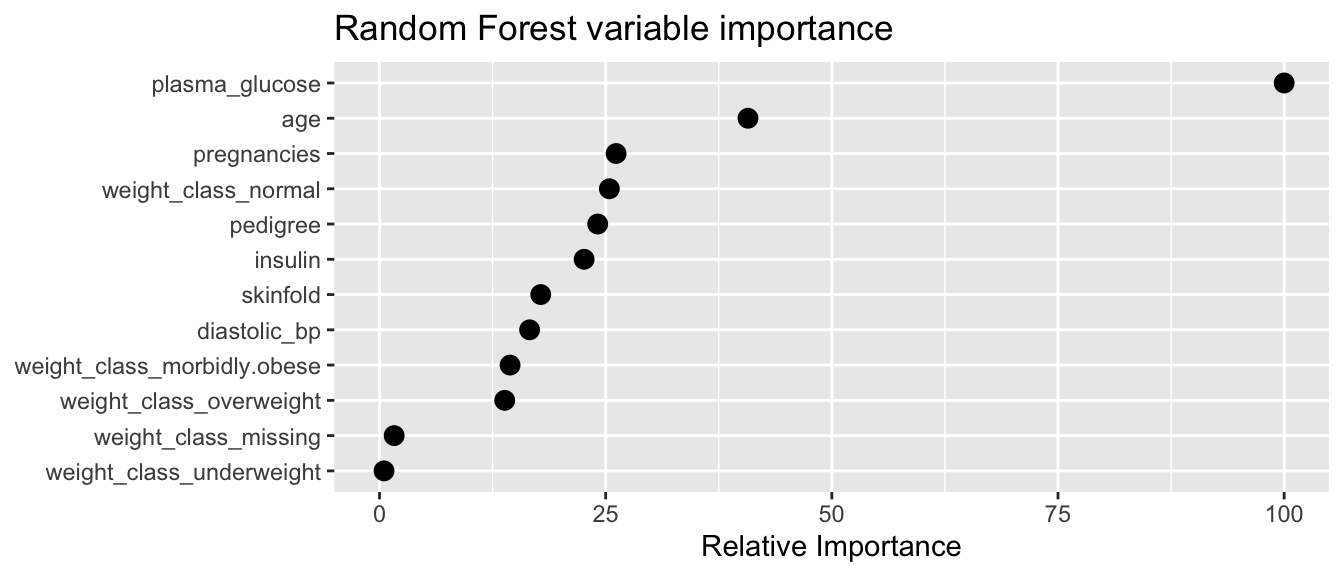 Random Forest variable importance
plasma_glucose
age
pregnancies
weight_class_normal
pedigree
insulin
skinfold
diastolic_bp
weight_class_morbidly.obese
weight_class_overweight
weight_class_missing
weight_class_underweight
0 25 50 75 100
Relative Importance